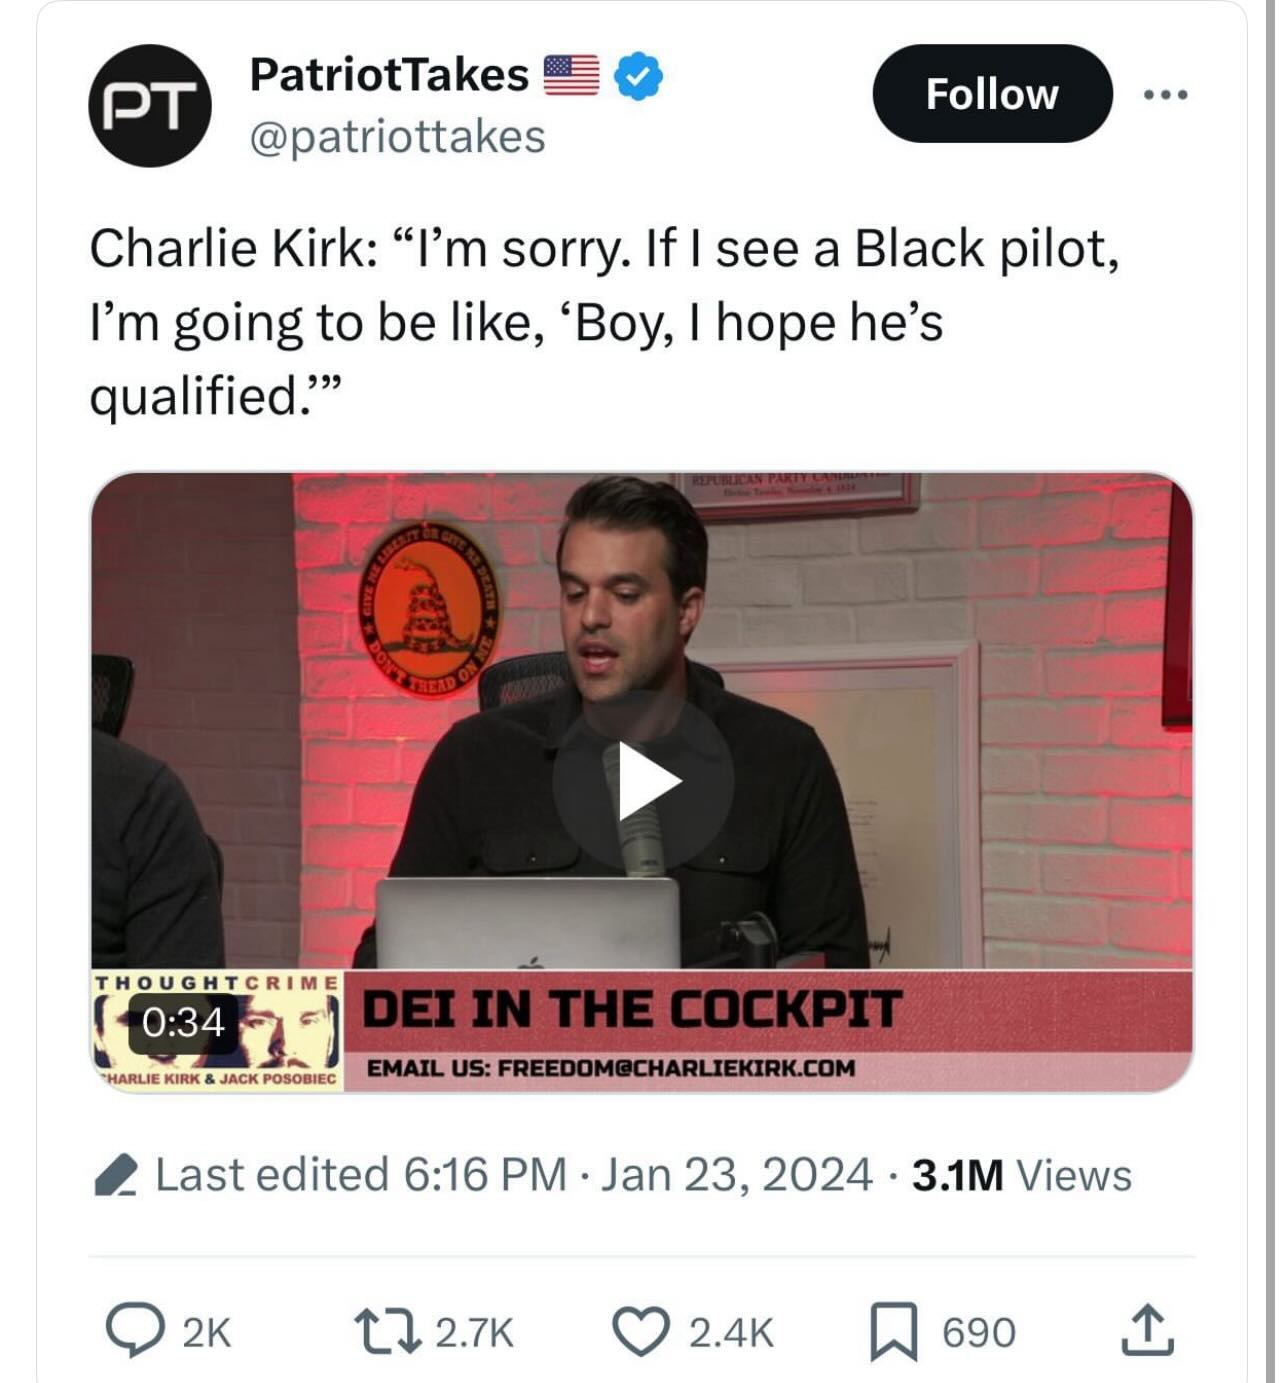 PT
PatriotTakes
@patriottakes
Follow
Charlie Kirk: “I’m sorry. If I see a Black pilot,
I’m going to be like, ‘Boy, I hope he’s
qualified.’”
REPUBLICAN PARTY CANDIDATES
GIVE ME LIBERTY OR GIVE ME DEATH
DON'T TREAD ON ME
THOUGHTCRIME
0:34
CHARLIE KIRK & JACK POSOBIEC
DEI IN THE COCKPIT
EMAIL US: FREEDOM@CHARLIEKIRK.COM
Last edited 6:16 PM · Jan 23, 2024 · 3.1M Views
2K 2.7K 2.4K 690